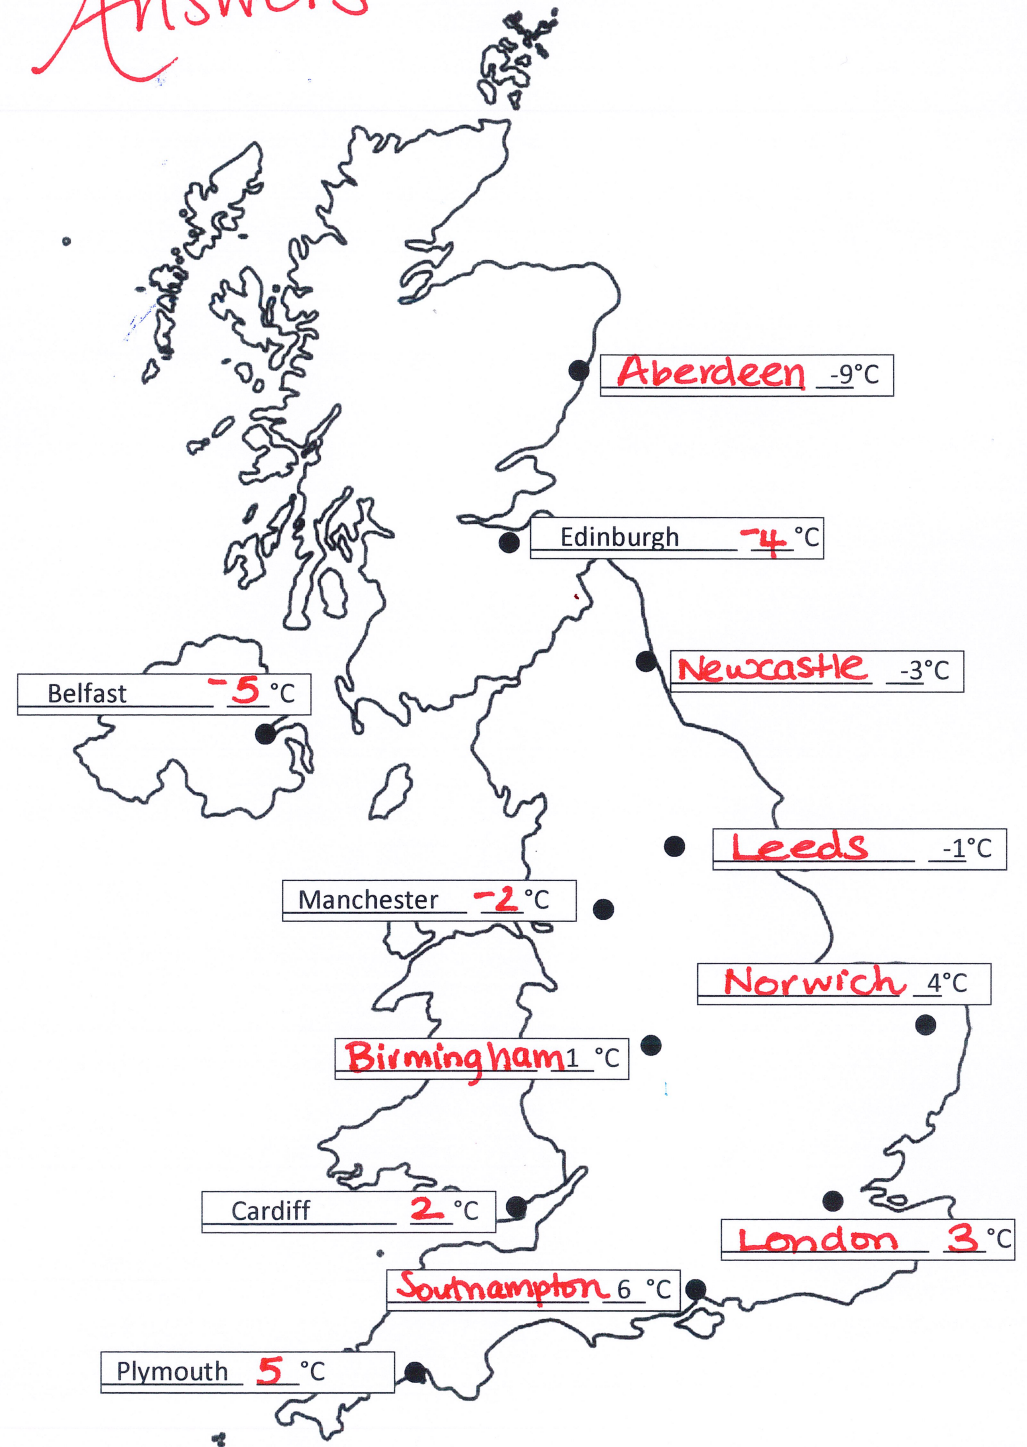 Answers
Aberdeen -9°C
Edinburgh -4 °C
Newcastle -3°C
Belfast -5 °C
Leeds -1°C
Manchester -2 °C
Norwich 4°C
Birmingham 1 °C
Cardiff 2 °C
London 3 °C
Southampton 6 °C
Plymouth 5 °C